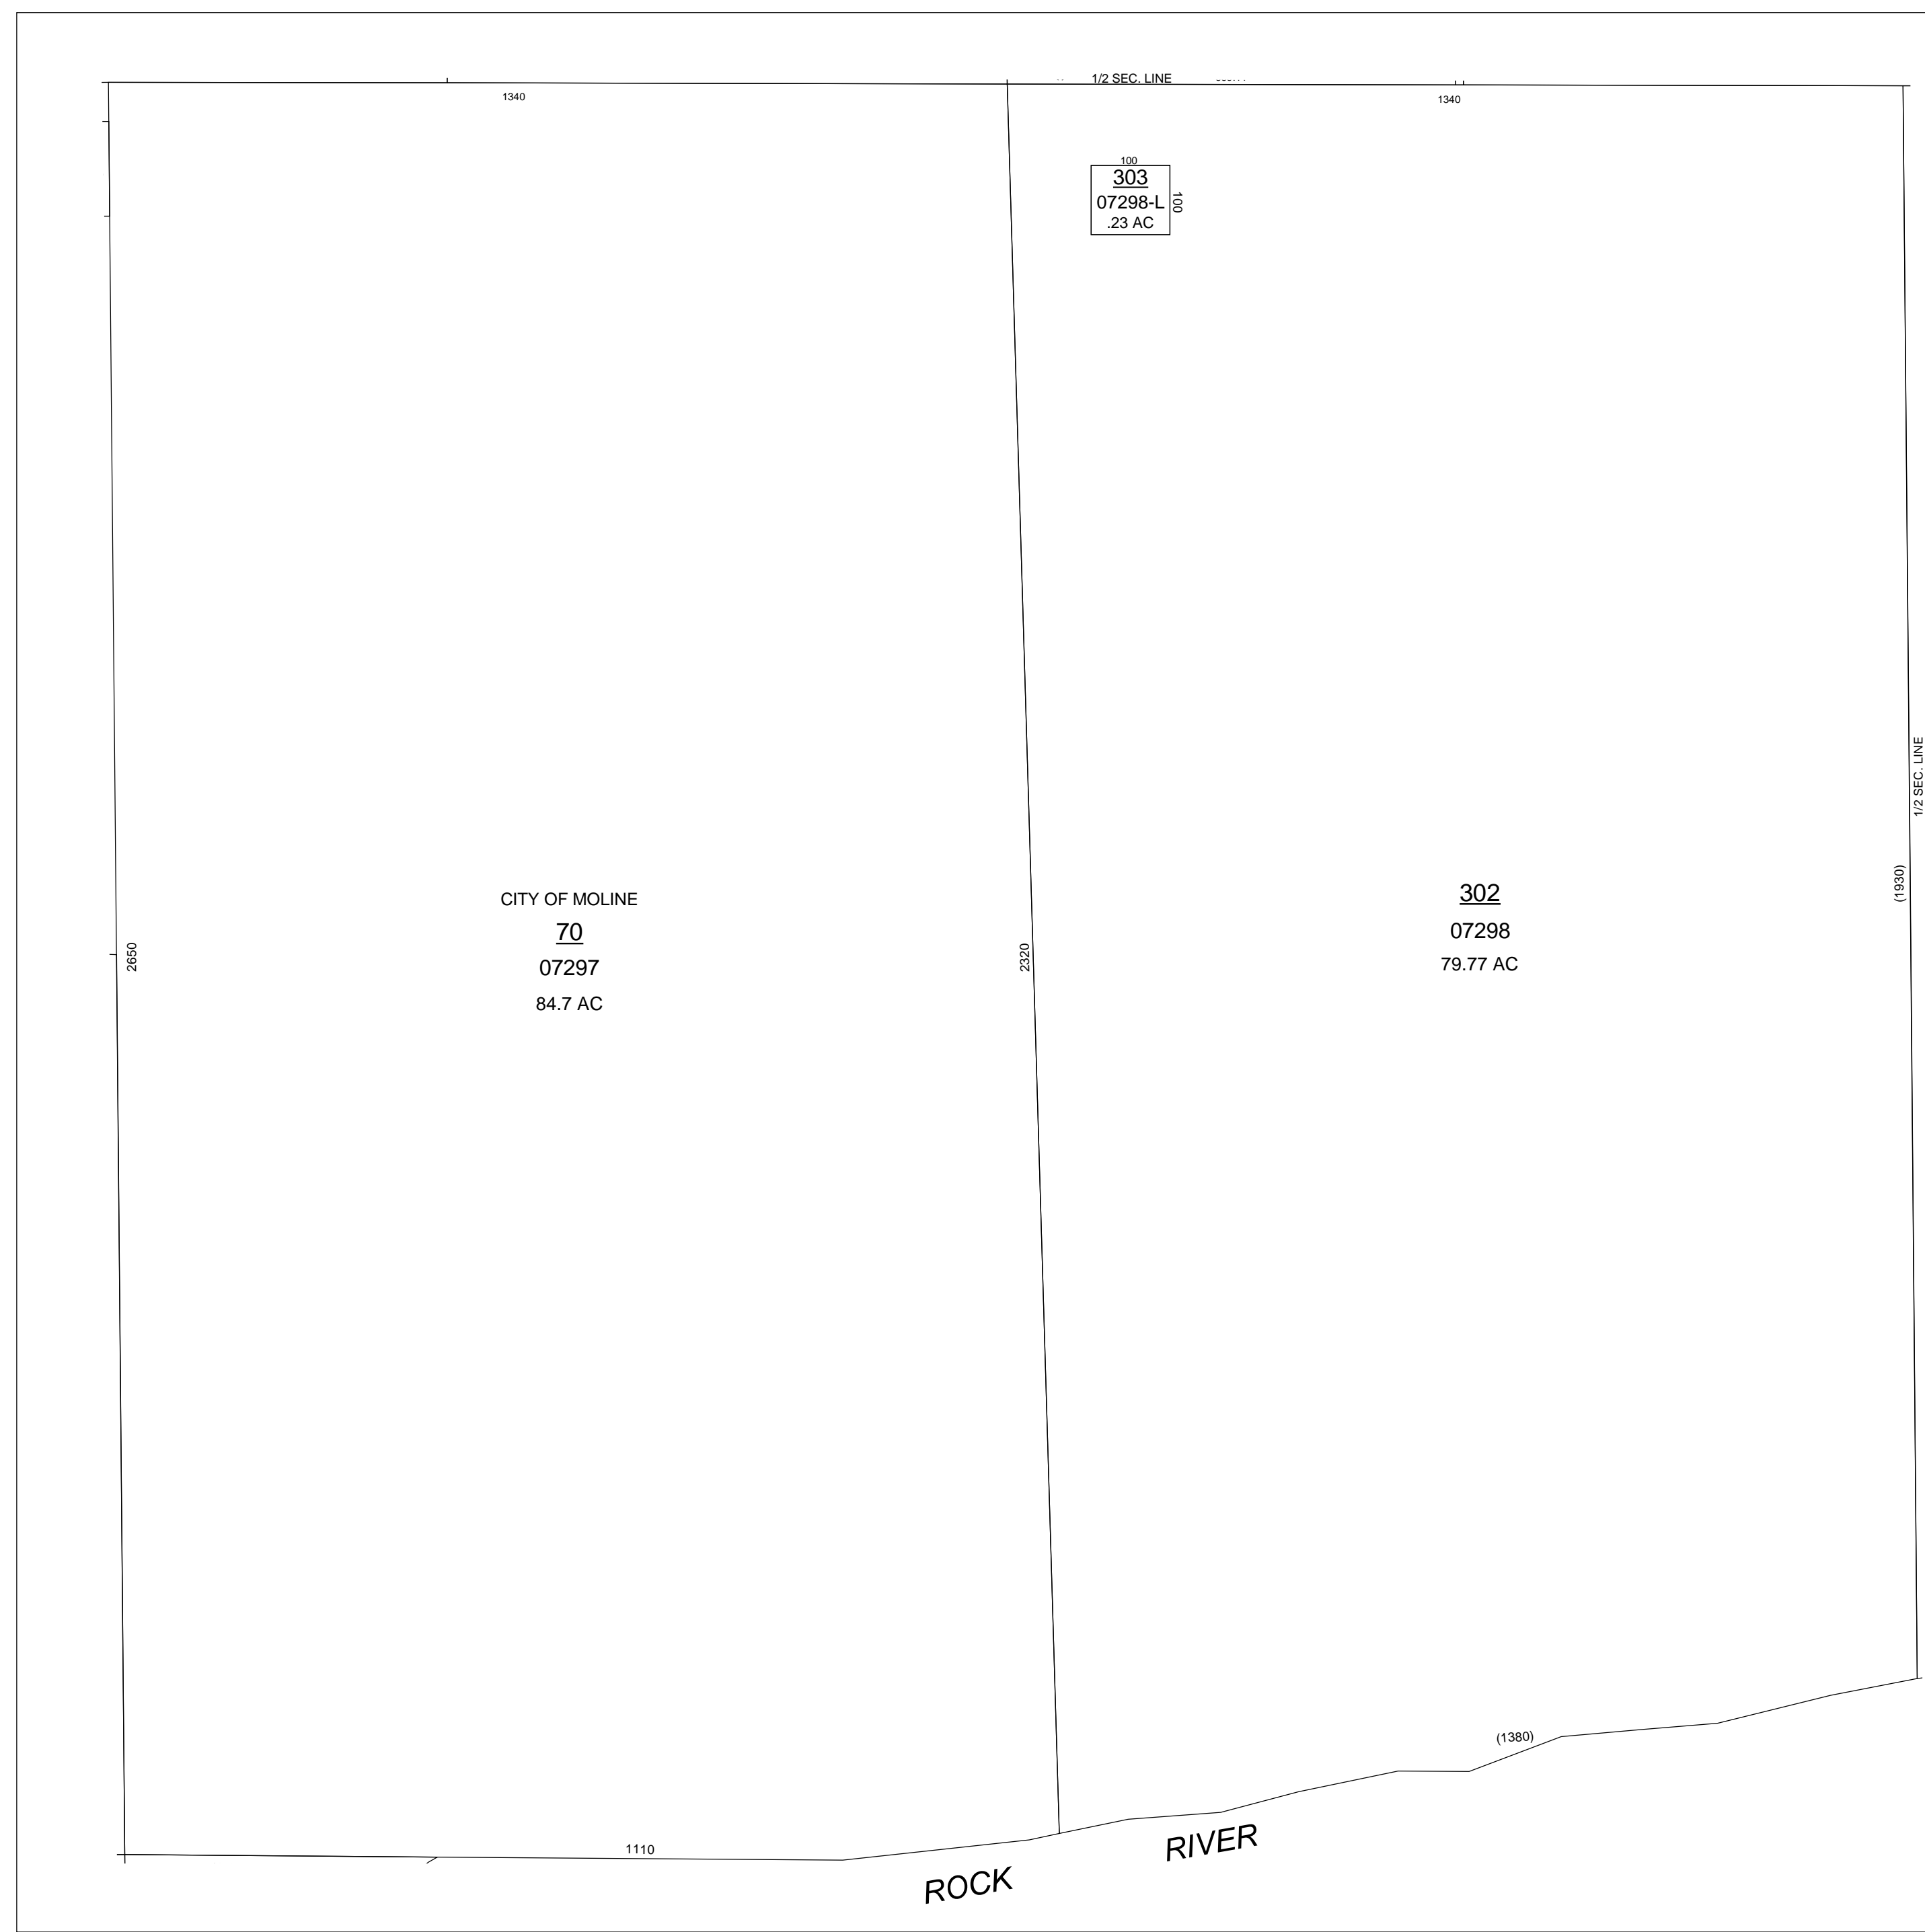 1/2 SEC. LINE
1340
1340
100
303
07298-L
.23 AC
100
1/2 SEC. LINE
(1930)
CITY OF MOLINE
70
07297
84.7 AC
2650
2320
302
07298
79.77 AC
(1380)
1110
ROCK RIVER